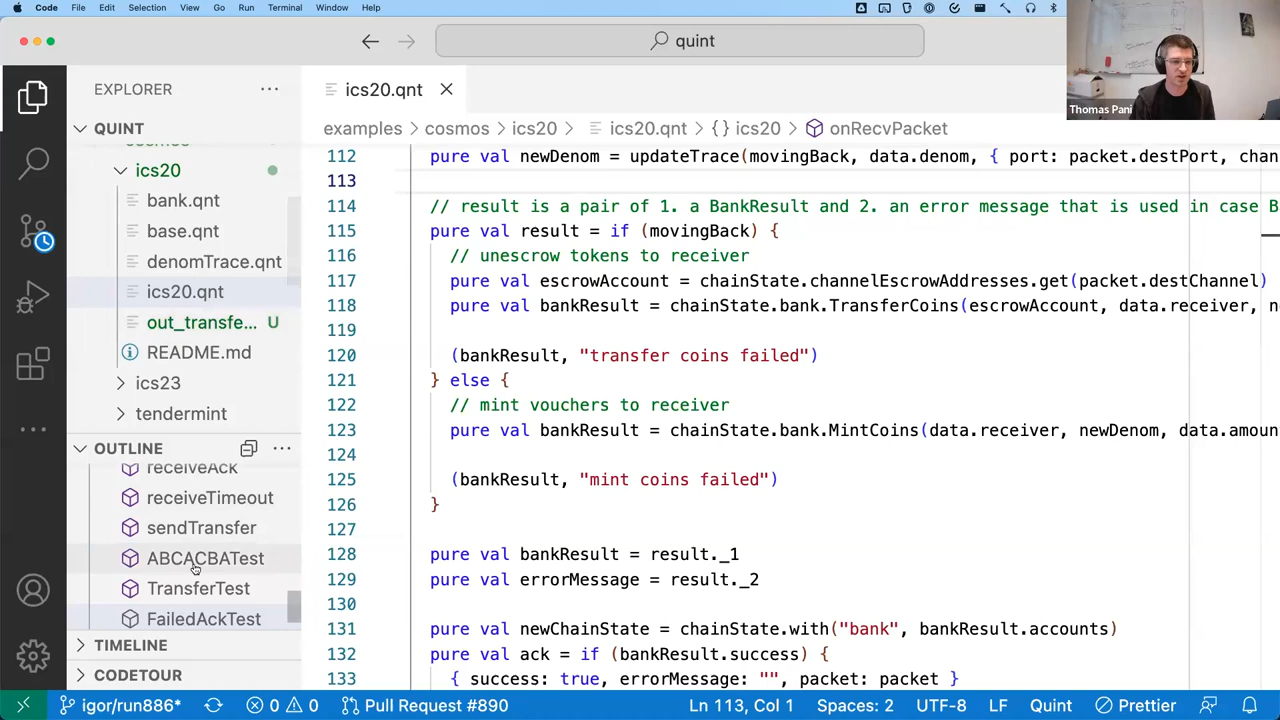 Code File Edit Selection View Go Run Terminal Window Help
quint
Thomas Pani
EXPLORER
ics20.qnt
QUINT
examples > cosmos > ics20 > ics20.qnt > {} ics20 > onRecvPacket
cosmos
ics20
bank.qnt
base.qnt
denomTrace.qnt
ics20.qnt
out_transfe... U
README.md
ics23
tendermint
OUTLINE
receiveAck
receiveTimeout
sendTransfer
ABCACBATest
TransferTest
FailedAckTest
TIMELINE
CODETOUR
112 pure val newDenom = updateTrace(movingBack, data.denom, { port: packet.destPort, chan
113
114 // result is a pair of 1. a BankResult and 2. an error message that is used in case B
115 pure val result = if (movingBack) {
116 // unescrow tokens to receiver
117 pure val escrowAccount = chainState.channelEscrowAddresses.get(packet.destChannel)
118 pure val bankResult = chainState.bank.TransferCoins(escrowAccount, data.receiver, ne
119
120 (bankResult, "transfer coins failed")
121 } else {
122 // mint vouchers to receiver
123 pure val bankResult = chainState.bank.MintCoins(data.receiver, newDenom, data.amoun
124
125 (bankResult, "mint coins failed")
126 }
127
128 pure val bankResult = result._1
129 pure val errorMessage = result._2
130
131 pure val newChainState = chainState.with("bank", bankResult.accounts)
132 pure val ack = if (bankResult.success) {
133 { success: true, errorMessage: "", packet: packet }
igor/run886* 0 0 Pull Request #890 Ln 113, Col 1 Spaces: 2 UTF-8 LF Quint Prettier